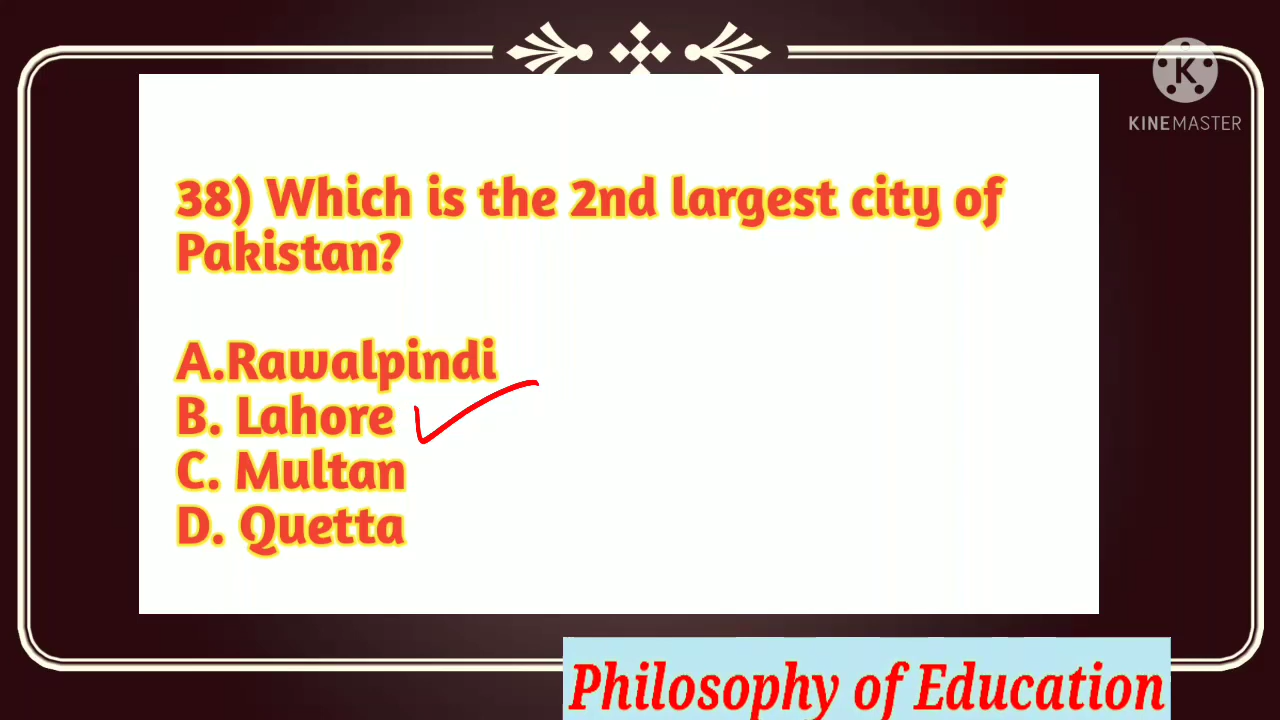 KINEMASTER
38) Which is the 2nd largest city of
Pakistan?
A.Rawalpindi
B. Lahore
C. Multan
D. Quetta
Philosophy of Education